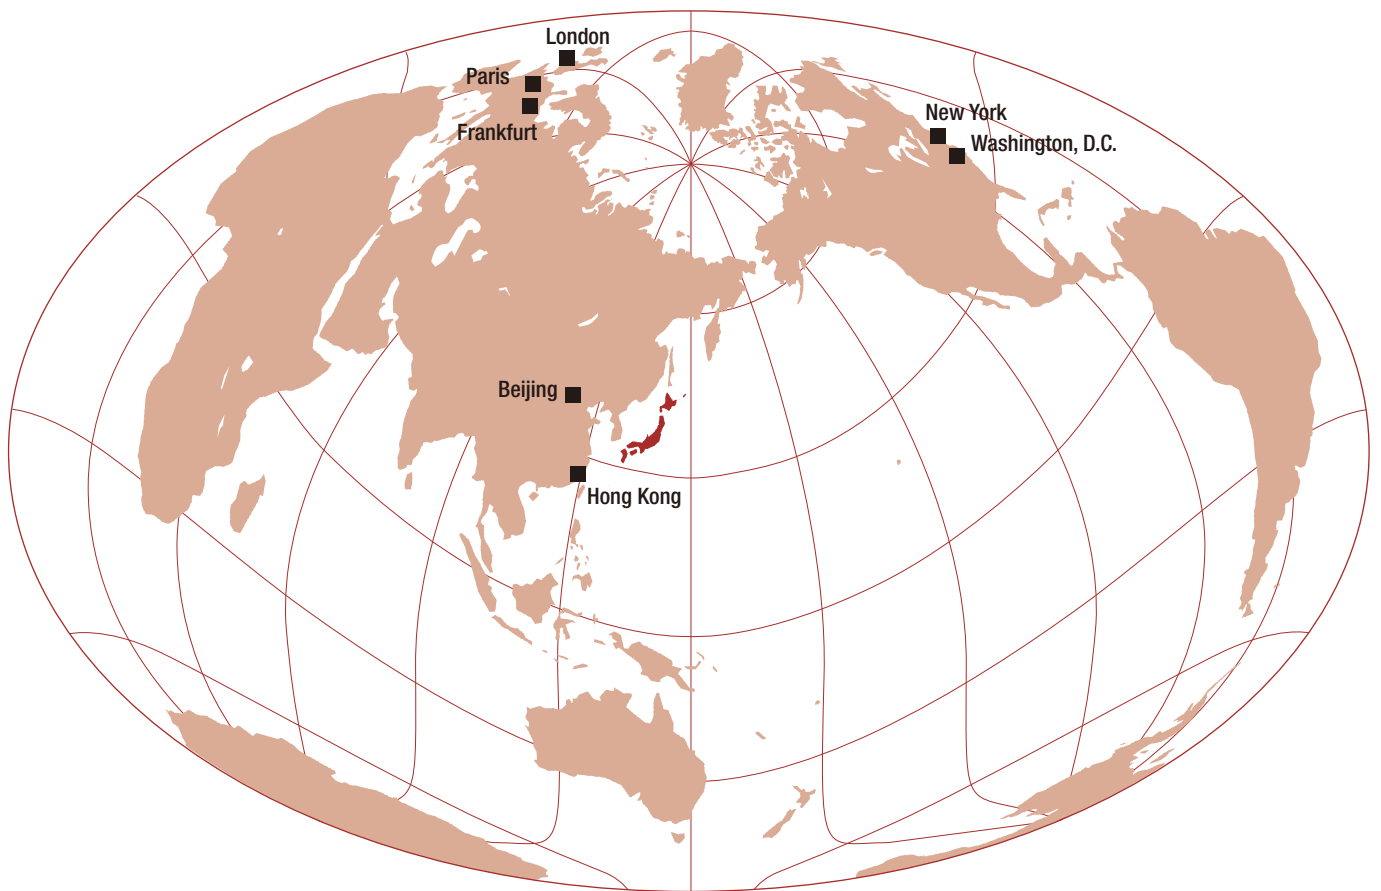 London
Paris
Frankfurt
New York
Washington, D.C.
Beijing
Hong Kong